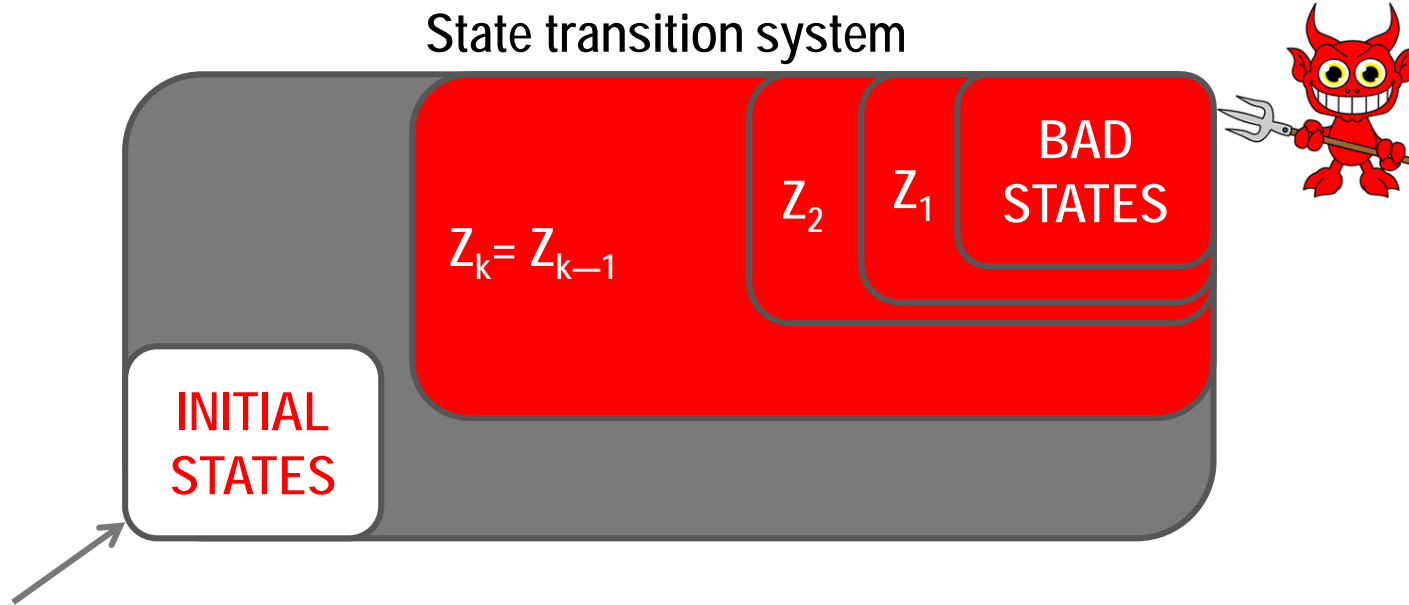 State transition system
BAD
STATES
Z₁
Z₂
Zₖ= Zₖ₋₁
INITIAL
STATES